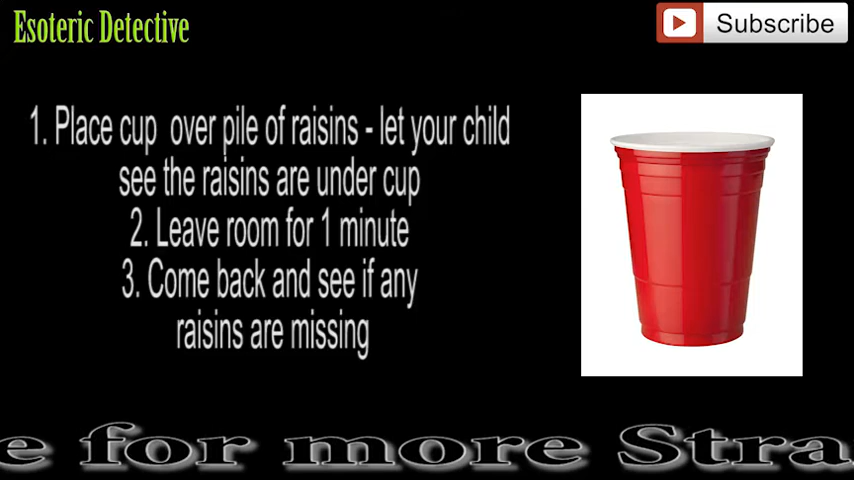 Esoteric Detective
Subscribe
1. Place cup over pile of raisins - let your child
see the raisins are under cup
2. Leave room for 1 minute
3. Come back and see if any
raisins are missing
for more